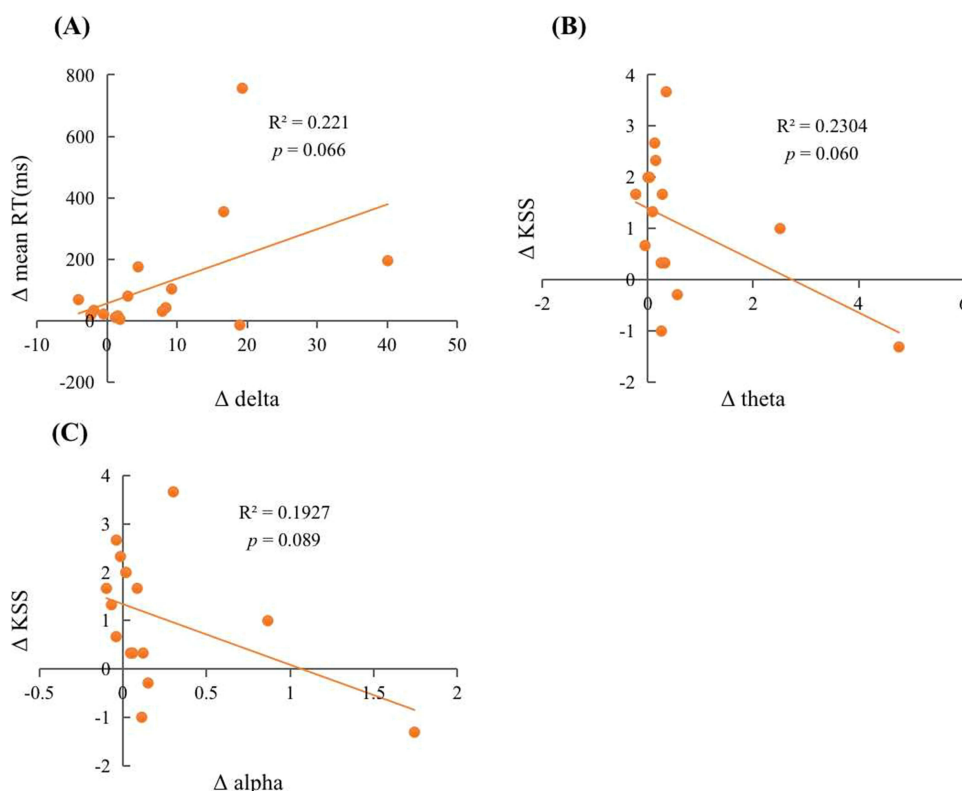 (A)
800
600
400
200
0
-200
-10
0
10
20
30
40
50
R² = 0.221
p = 0.066
Δ mean RT(ms)
Δ delta
(B)
4
3
2
1
0
-1
-2
-2
0
2
4
6
R² = 0.2304
p = 0.060
Δ KSS
Δ theta
(C)
4
3
2
1
0
-1
-2
-0.5
0
0.5
1
1.5
2
R² = 0.1927
p = 0.089
Δ KSS
Δ alpha